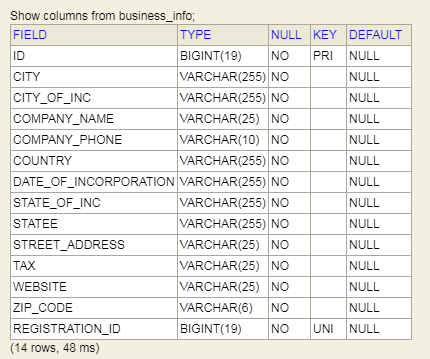 Show columns from business_info;
FIELD TYPE NULL KEY DEFAULT
ID BIGINT(19) NO PRI NULL
CITY VARCHAR(255) NO NULL
CITY_OF_INC VARCHAR(255) NO NULL
COMPANY_NAME VARCHAR(25) NO NULL
COMPANY_PHONE VARCHAR(10) NO NULL
COUNTRY VARCHAR(255) NO NULL
DATE_OF_INCORPORATION VARCHAR(255) NO NULL
STATE_OF_INC VARCHAR(255) NO NULL
STATEE VARCHAR(255) NO NULL
STREET_ADDRESS VARCHAR(25) NO NULL
TAX VARCHAR(25) NO NULL
WEBSITE VARCHAR(25) NO NULL
ZIP_CODE VARCHAR(6) NO NULL
REGISTRATION_ID BIGINT(19) NO UNI NULL
(14 rows, 48 ms)